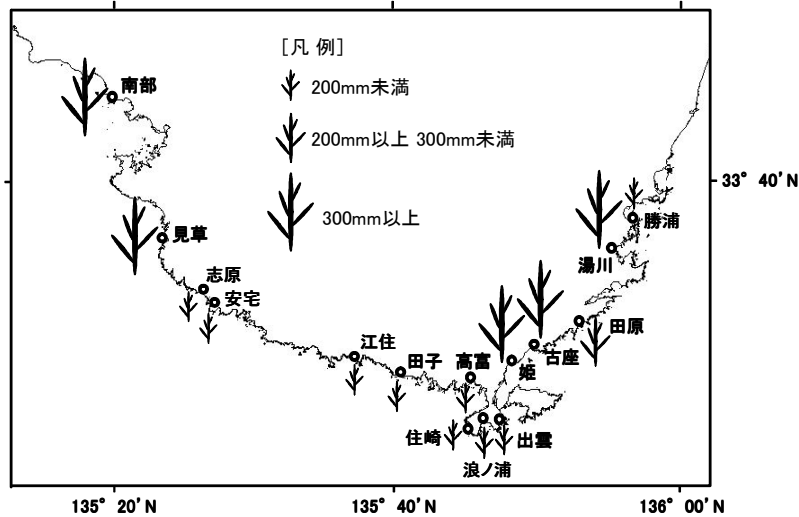 [凡 例]
200mm未満
200mm以上 300mm未満
300mm以上
南部
33° 40'N
見草
勝浦
湯川
志原
安宅
田原
古座
江住
田子
高富
姫
住崎
出雲
浪ノ浦
135° 20'N
135° 40'N
136° 00'N